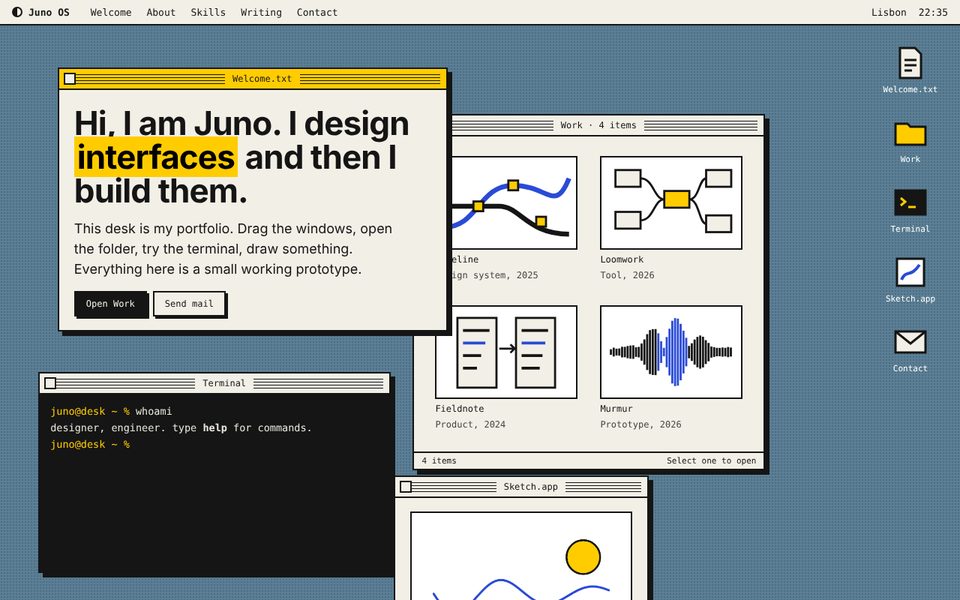 Juno OS Welcome About Skills Writing Contact Lisbon 22:35
Welcome.txt
Hi, I am Juno. I design
interfaces and then I
build them.
This desk is my portfolio. Drag the windows, open
the folder, try the terminal, draw something.
Everything here is a small working prototype.
Open Work Send mail
Work · 4 items
Loomwork
2025
Tool, 2026
Fieldnote
Product, 2024
Murmur
Prototype, 2026
4 items Select one to open
Terminal
juno@desk ~ % whoami
designer, engineer. type help for commands.
juno@desk ~ %
Sketch.app
Welcome.txt
Work
Terminal
Sketch.app
Contact